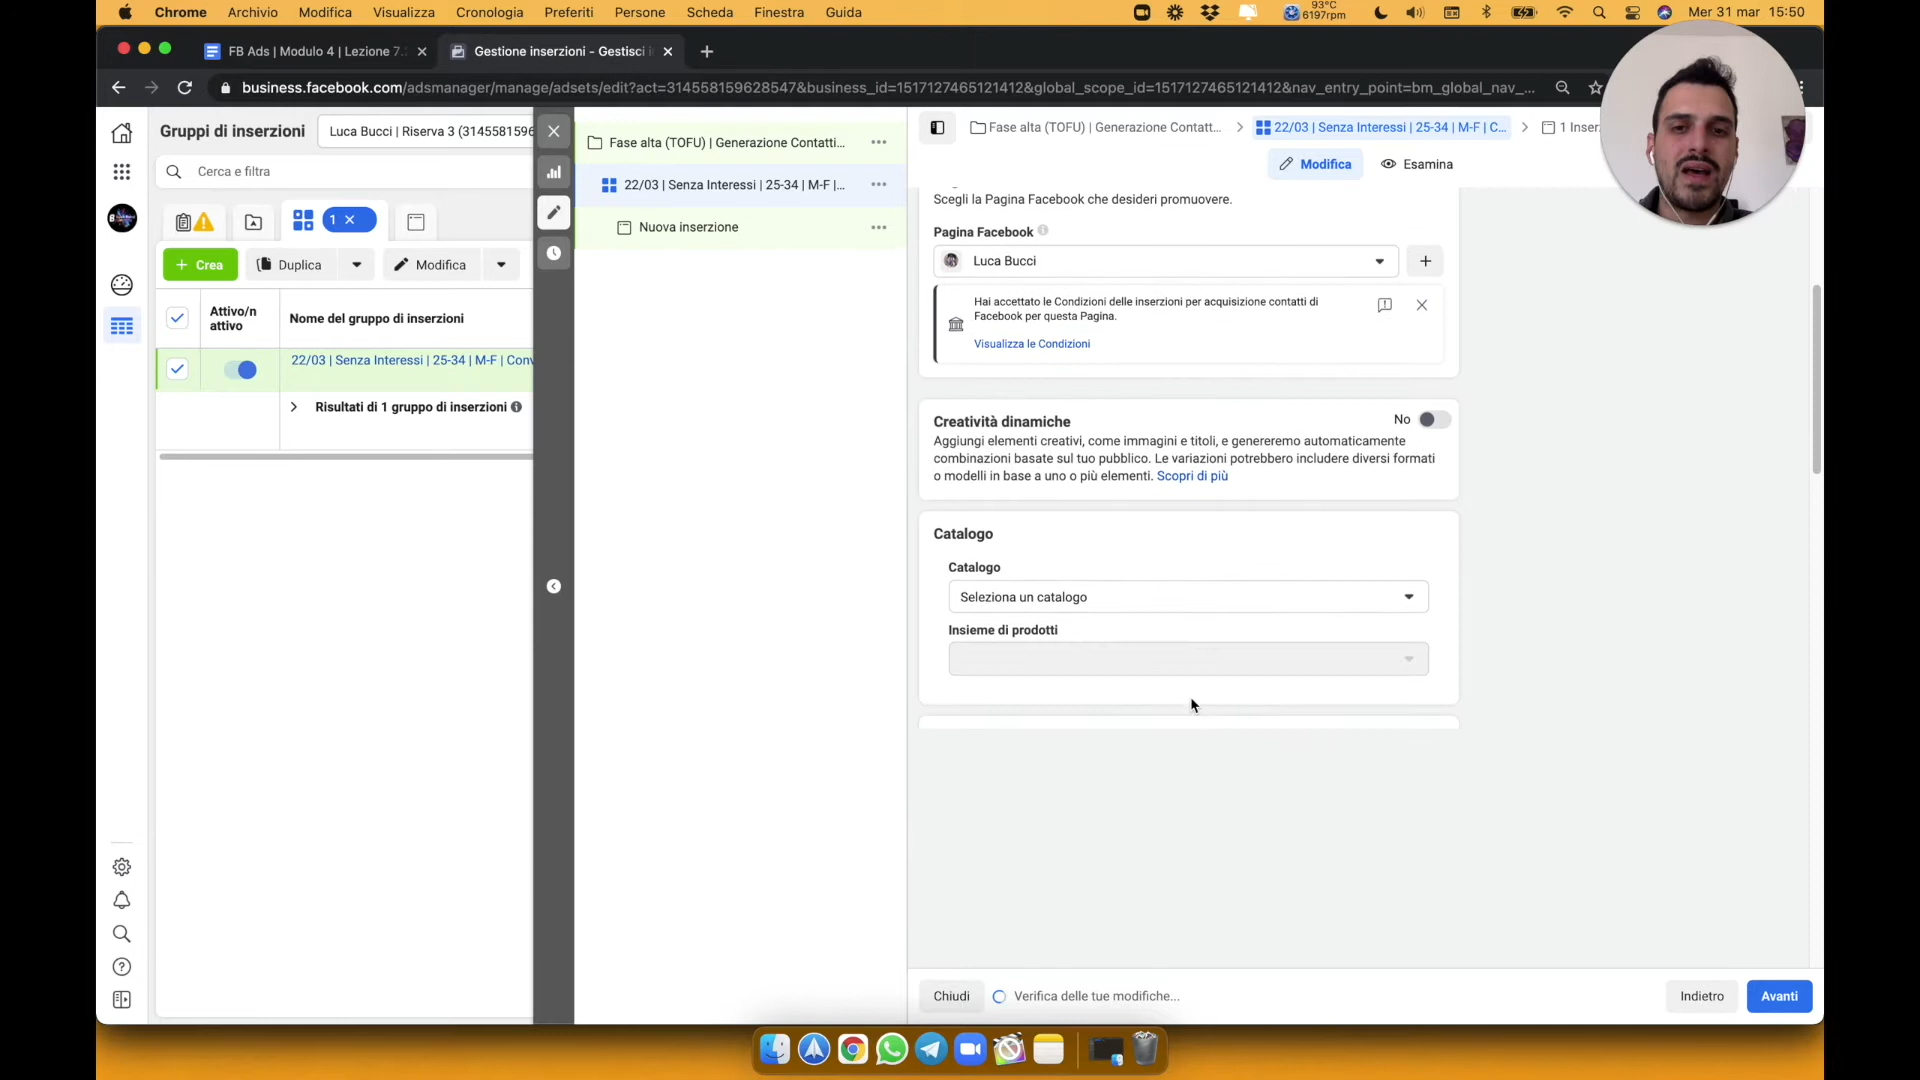 Chrome Archivio Modifica Visualizza Cronologia Preferiti Persone Scheda Finestra Guida
93°C
6197rpm
Mer 31 mar 15:50
FB Ads | Modulo 4 | Lezione 7.
Gestione inserzioni - Gestisci i
business.facebook.com/adsmanager/manage/adsets/edit?act=314558159628547&business_id=1517127465121412&global_scope_id=1517127465121412&nav_entry_point=bm_global_nav_...
Gruppi di inserzioni
Luca Bucci | Riserva 3 (3145581596
Cerca e filtra
1
Crea
Duplica
Modifica
Attivo/n
attivo
Nome del gruppo di inserzioni
22/03 | Senza Interessi | 25-34 | M-F | Conv
Risultati di 1 gruppo di inserzioni
Fase alta (TOFU) | Generazione Contatti...
22/03 | Senza Interessi | 25-34 | M-F |...
Nuova inserzione
Fase alta (TOFU) | Generazione Contatt...
22/03 | Senza Interessi | 25-34 | M-F | C...
1 Inser
Modifica
Esamina
Scegli la Pagina Facebook che desideri promuovere.
Pagina Facebook
Luca Bucci
Hai accettato le Condizioni delle inserzioni per acquisizione contatti di
Facebook per questa Pagina.
Visualizza le Condizioni
Creatività dinamiche
No
Aggiungi elementi creativi, come immagini e titoli, e genereremo automaticamente
combinazioni basate sul tuo pubblico. Le variazioni potrebbero includere diversi formati
o modelli in base a uno o più elementi. Scopri di più
Catalogo
Catalogo
Seleziona un catalogo
Insieme di prodotti
Chiudi
Verifica delle tue modifiche...
Indietro
Avanti